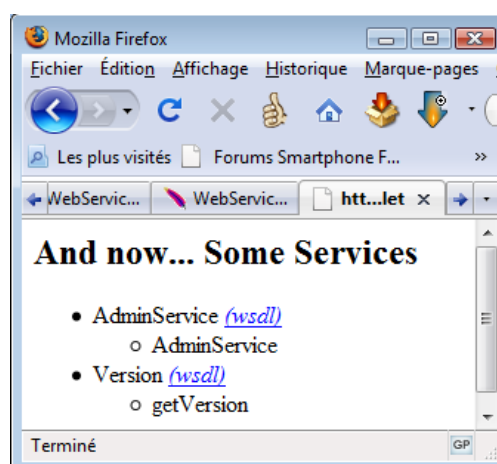 Mozilla Firefox
Fichier Édition Affichage Historique Marque-pages
Les plus visités Forums Smartphone F... »
WebServic... WebServic... htt...let
And now... Some Services
AdminService (wsdl)
AdminService
Version (wsdl)
getVersion
Terminé GP